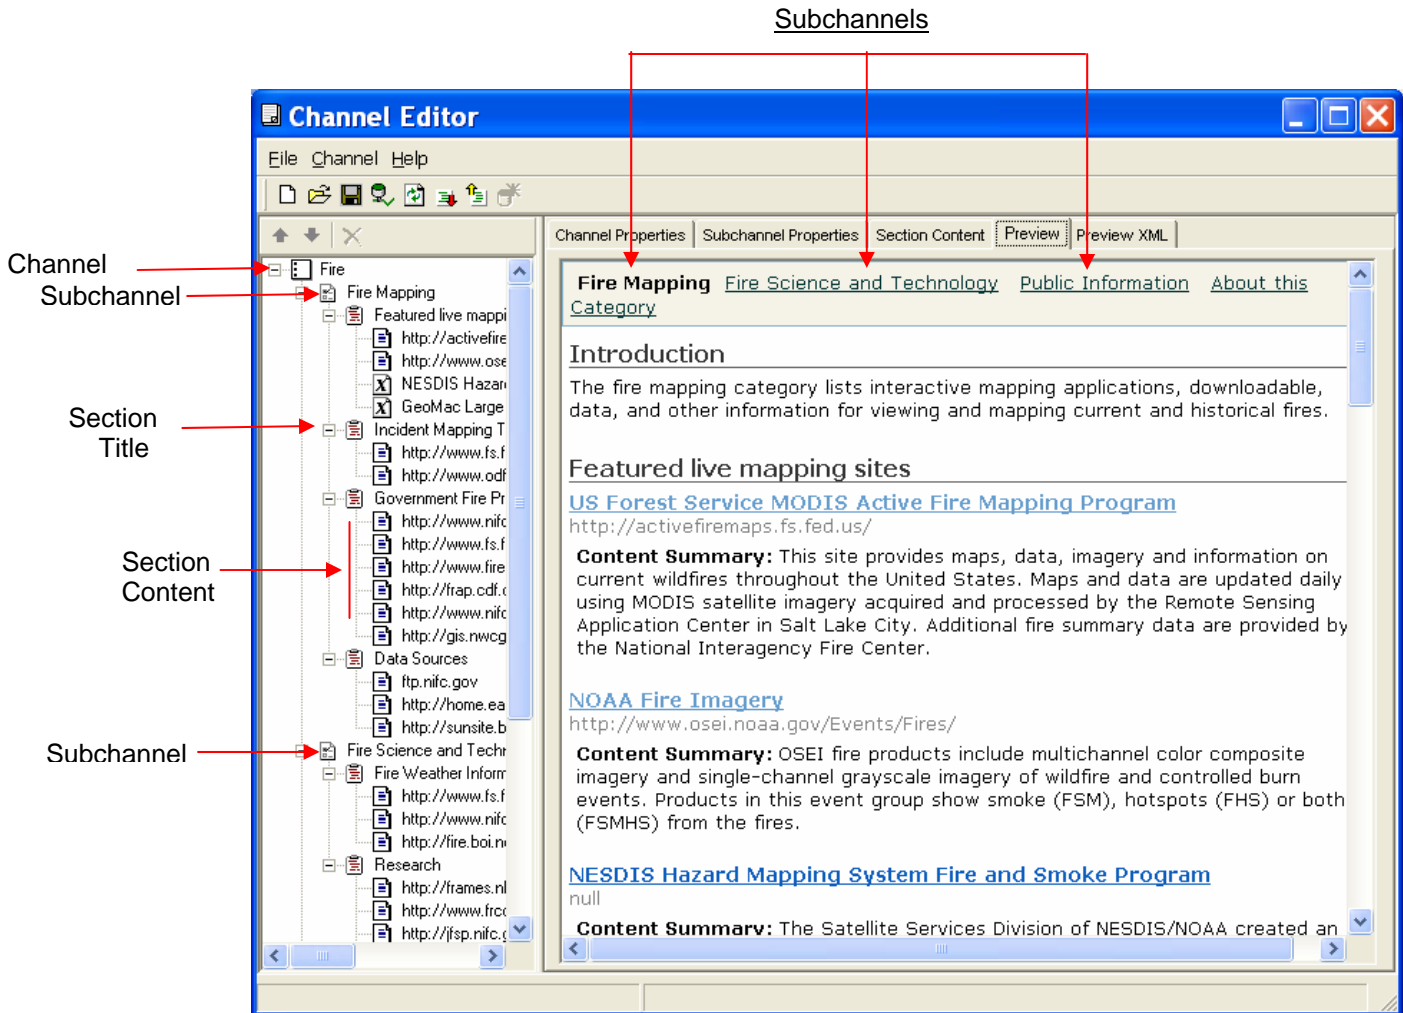 Subchannels
Channel Editor
File Channel Help
Channel Properties
Subchannel Properties
Section Content
Preview
Preview XML
Channel
Subchannel
Section
Title
Section
Content
Subchannel
Fire
Fire Mapping
Featured live mappi
http://activefire
http://www.ose
NESDIS Hazar
GeoMac Large
Incident Mapping T
http://www.fs.f
http://www.odf
Government Fire Pr
http://www.nifc
http://www.fs.f
http://www.fire
http://frap.cdf.c
http://www.nifc
http://gis.nwcg
Data Sources
ftp.nifc.gov
http://home.ea
http://sunsite.b
Fire Science and Techn
Fire Weather Inform
http://www.fs.f
http://www.nifc
http://fire.boi.n
Research
http://frames.nl
http://www.frcc
http://jfsp.nifc.g
Fire Mapping Fire Science and Technology Public Information About this
Category
Introduction
The fire mapping category lists interactive mapping applications, downloadable,
data, and other information for viewing and mapping current and historical fires.
Featured live mapping sites
US Forest Service MODIS Active Fire Mapping Program
http://activefiremaps.fs.fed.us/
Content Summary: This site provides maps, data, imagery and information on
current wildfires throughout the United States. Maps and data are updated daily
using MODIS satellite imagery acquired and processed by the Remote Sensing
Application Center in Salt Lake City. Additional fire summary data are provided by
the National Interagency Fire Center.
NOAA Fire Imagery
http://www.osei.noaa.gov/Events/Fires/
Content Summary: OSEI fire products include multichannel color composite
imagery and single-channel grayscale imagery of wildfire and controlled burn
events. Products in this event group show smoke (FSM), hotspots (FHS) or both
(FSMHS) from the fires.
NESDIS Hazard Mapping System Fire and Smoke Program
null
Content Summary: The Satellite Services Division of NESDIS/NOAA created an